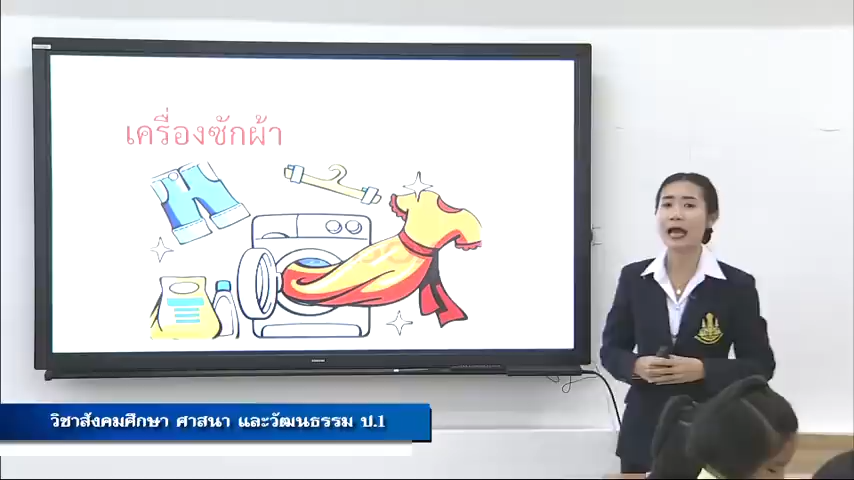 เครื่องซักผ้า
วิชาสังคมศึกษา ศาสนา และวัฒนธรรม ป.1